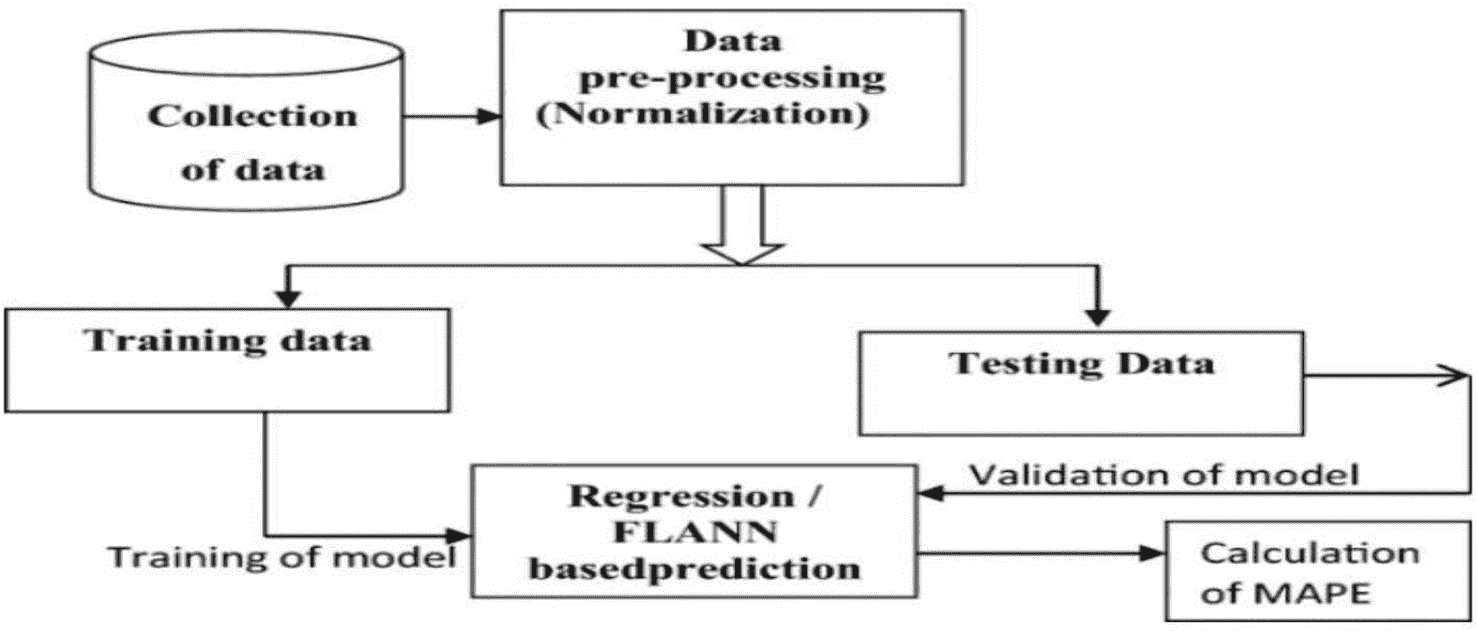 Collection
of data
Data
pre-processing
(Normalization)
Training data
Testing Data
Validation of model
Regression /
FLANN
basedprediction
Training of model
Calculation
of MAPE